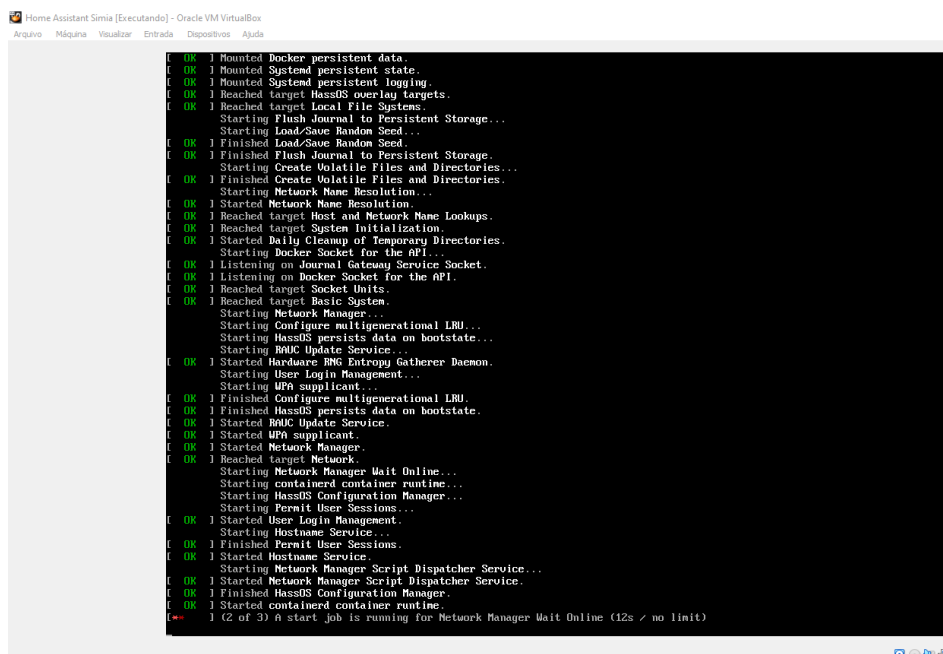 Home Assistant Simia [Executando] - Oracle VM VirtualBox
Arquivo Máquina Visualizar Entrada Dispositivos Ajuda
[ OK ] Mounted Docker persistent data.
[ OK ] Mounted Systemd persistent state.
[ OK ] Mounted Systemd persistent logging.
[ OK ] Reached target HassOS overlay targets.
[ OK ] Reached target Local File Systems.
Starting Flush Journal to Persistent Storage...
Starting Load/Save Random Seed...
[ OK ] Finished Load/Save Random Seed.
[ OK ] Finished Flush Journal to Persistent Storage.
Starting Create Volatile Files and Directories...
[ OK ] Finished Create Volatile Files and Directories.
Starting Network Name Resolution...
[ OK ] Started Network Name Resolution.
[ OK ] Reached target Host and Network Name Lookups.
[ OK ] Reached target System Initialization.
[ OK ] Started Daily Cleanup of Temporary Directories.
Starting Docker Socket for the API...
[ OK ] Listening on Journal Gateway Service Socket.
[ OK ] Listening on Docker Socket for the API.
[ OK ] Reached target Socket Units.
[ OK ] Reached target Basic System.
Starting Network Manager...
Starting Configure multigenerational LRU...
Starting HassOS persists data on bootstate...
Starting RAUC Update Service...
[ OK ] Started Hardware RNG Entropy Gatherer Daemon.
Starting User Login Management...
Starting WPA supplicant...
[ OK ] Finished Configure multigenerational LRU.
[ OK ] Finished HassOS persists data on bootstate.
[ OK ] Started RAUC Update Service.
[ OK ] Started WPA supplicant.
[ OK ] Started Network Manager.
[ OK ] Reached target Network.
Starting Network Manager Wait Online...
Starting containerd container runtime...
Starting HassOS Configuration Manager...
Starting Permit User Sessions...
[ OK ] Started User Login Management.
Starting Hostname Service...
[ OK ] Finished Permit User Sessions.
[ OK ] Started Hostname Service.
Starting Network Manager Script Dispatcher Service...
[ OK ] Started Network Manager Script Dispatcher Service.
[ OK ] Finished HassOS Configuration Manager.
[ OK ] Started containerd container runtime.
[** ] (2 of 3) A start job is running for Network Manager Wait Online (12s / no limit)